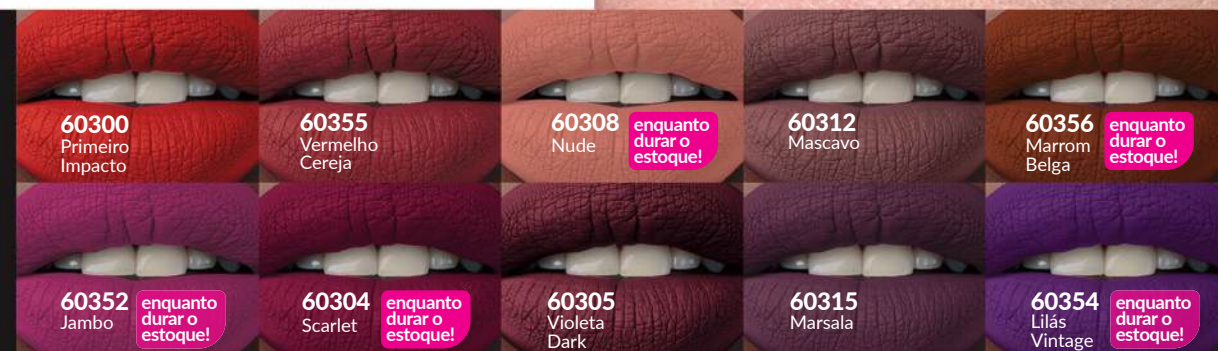 60300
Primeiro
Impacto
60355
Vermelho
Cereja
60308
Nude
enquanto
durar o
estoque!
60312
Mascavo
60356
Marrom
Belga
enquanto
durar o
estoque!
60352
Jambo
enquanto
durar o
estoque!
60304
Scarlet
enquanto
durar o
estoque!
60305
Violeta
Dark
60315
Marsala
60354
Lilás
Vintage
enquanto
durar o
estoque!